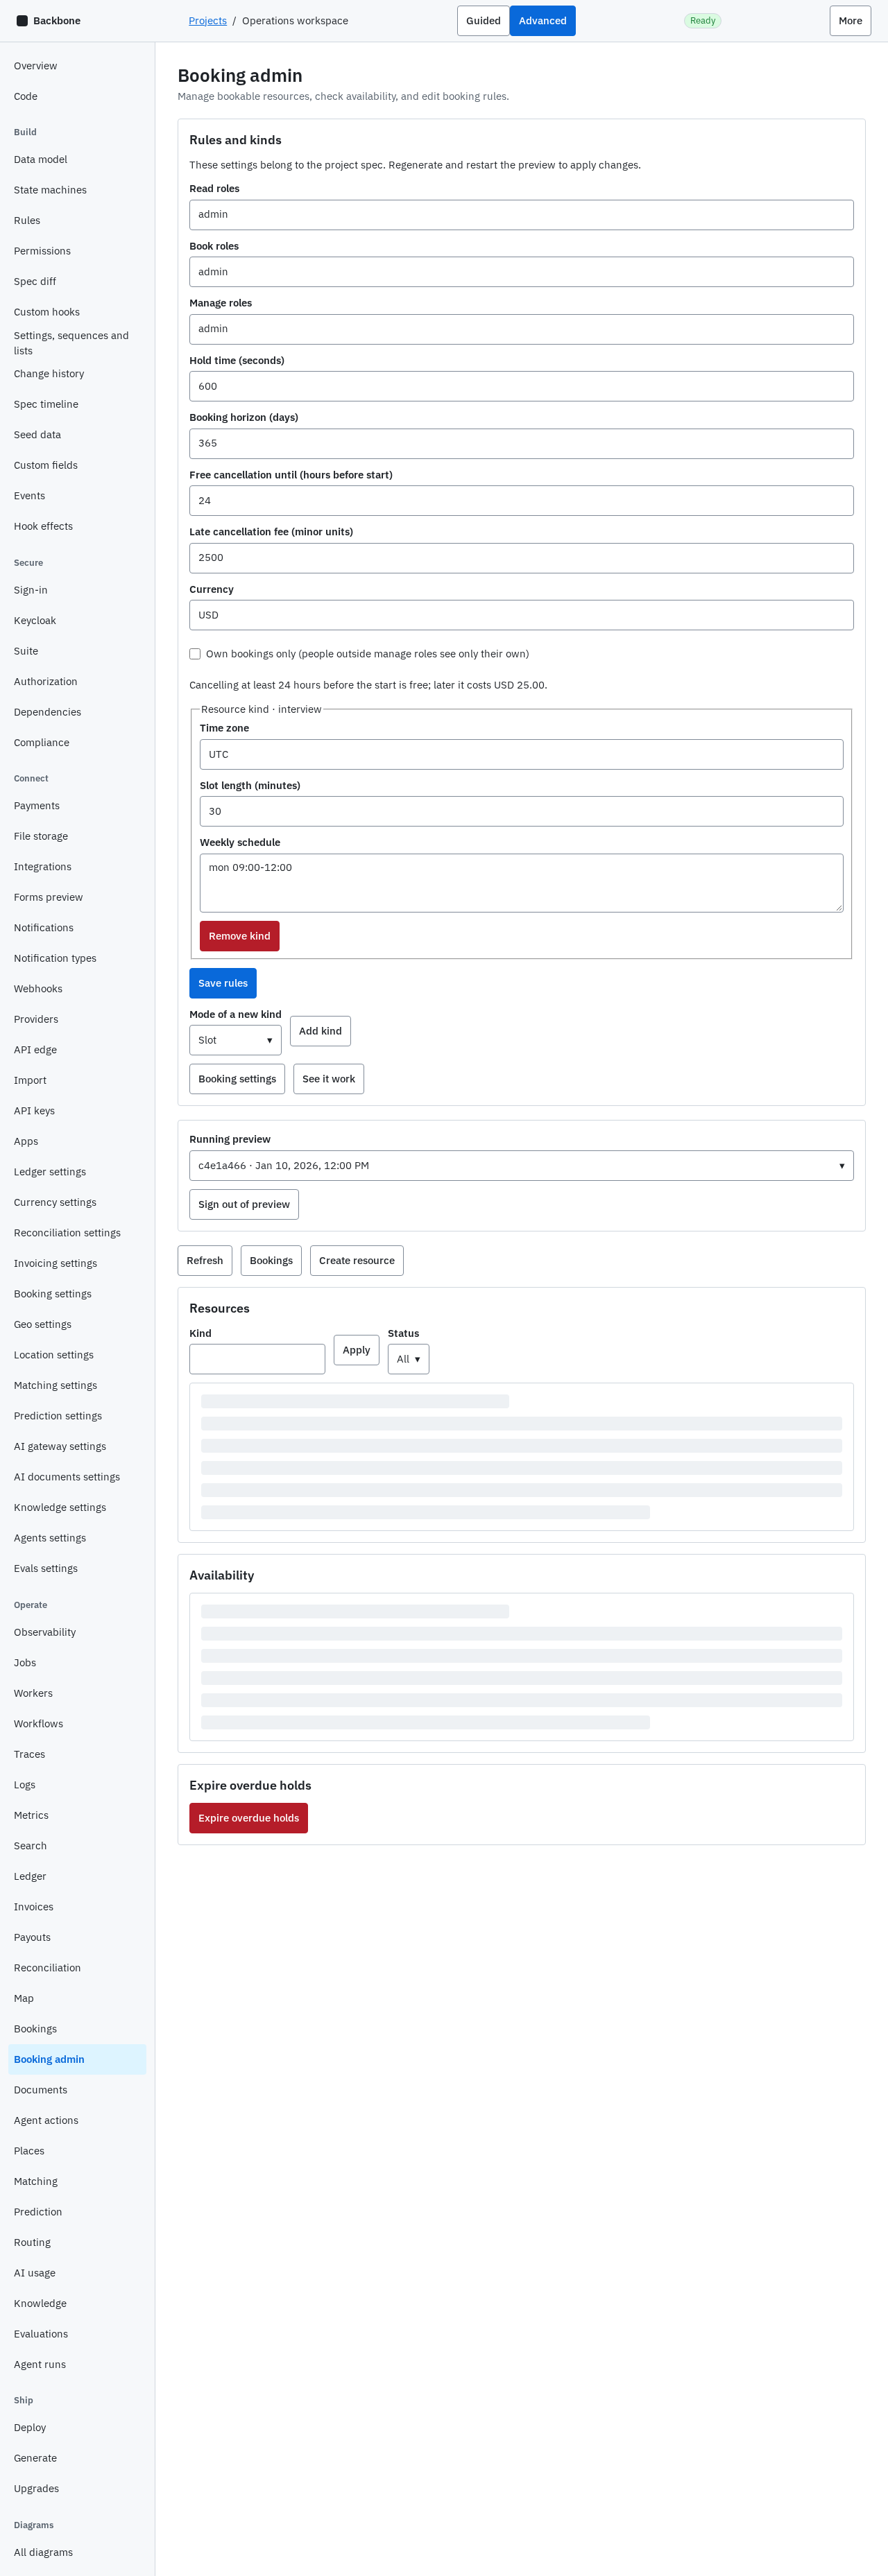 Backbone
Projects / Operations workspace
Guided
Advanced
Ready
More
Overview
Code
Build
Data model
State machines
Rules
Permissions
Spec diff
Custom hooks
Settings, sequences and
lists
Change history
Spec timeline
Seed data
Custom fields
Events
Hook effects
Secure
Sign-in
Keycloak
Suite
Authorization
Dependencies
Compliance
Connect
Payments
File storage
Integrations
Forms preview
Notifications
Notification types
Webhooks
Providers
API edge
Import
API keys
Apps
Ledger settings
Currency settings
Reconciliation settings
Invoicing settings
Booking settings
Geo settings
Location settings
Matching settings
Prediction settings
AI gateway settings
AI documents settings
Knowledge settings
Agents settings
Evals settings
Operate
Observability
Jobs
Workers
Workflows
Traces
Logs
Metrics
Search
Ledger
Invoices
Payouts
Reconciliation
Map
Bookings
Booking admin
Documents
Agent actions
Places
Matching
Prediction
Routing
AI usage
Knowledge
Evaluations
Agent runs
Ship
Deploy
Generate
Upgrades
Diagrams
All diagrams
Booking admin
Manage bookable resources, check availability, and edit booking rules.
Rules and kinds
These settings belong to the project spec. Regenerate and restart the preview to apply changes.
Read roles
admin
Book roles
admin
Manage roles
admin
Hold time (seconds)
600
Booking horizon (days)
365
Free cancellation until (hours before start)
24
Late cancellation fee (minor units)
2500
Currency
USD
Own bookings only (people outside manage roles see only their own)
Cancelling at least 24 hours before the start is free; later it costs USD 25.00.
Resource kind · interview
Time zone
UTC
Slot length (minutes)
30
Weekly schedule
mon 09:00-12:00
Remove kind
Save rules
Mode of a new kind
Slot
Add kind
Booking settings
See it work
Running preview
c4e1a466 · Jan 10, 2026, 12:00 PM
Sign out of preview
Refresh
Bookings
Create resource
Resources
Kind
Apply
Status
All
Availability
Expire overdue holds
Expire overdue holds